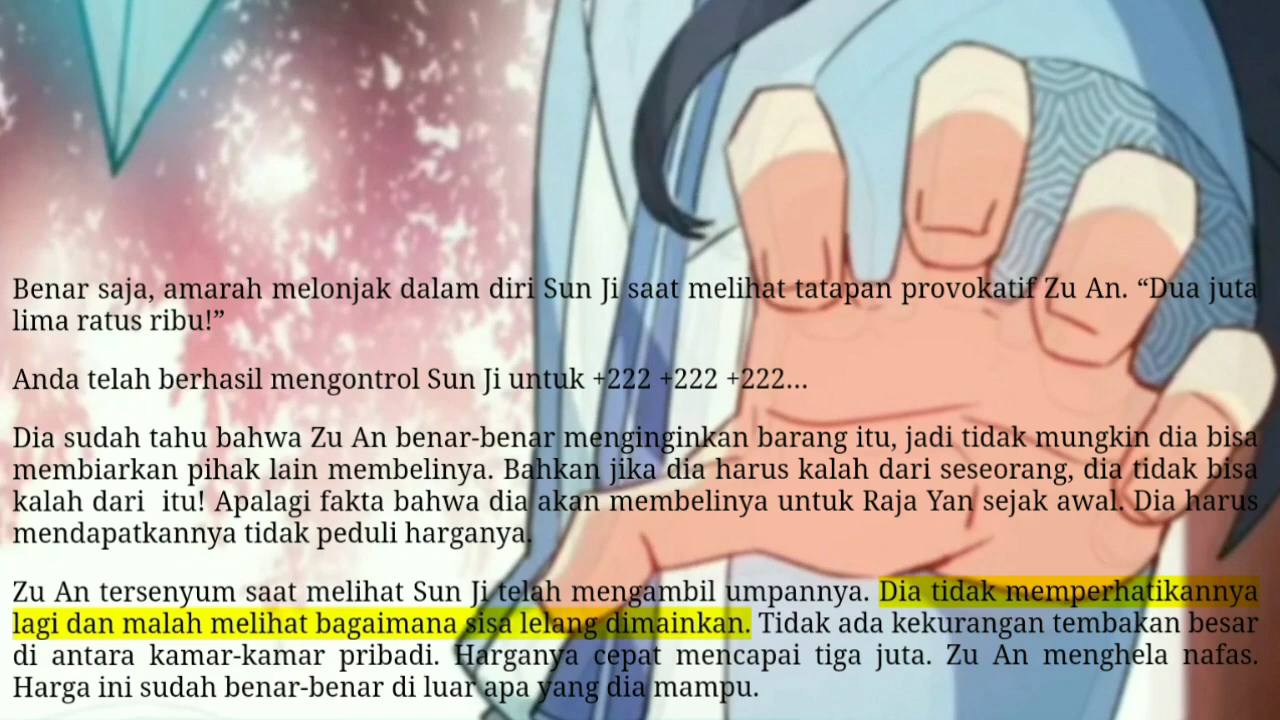 Benar saja, amarah melonjak dalam diri Sun Ji saat melihat tatapan provokatif Zu An. “Dua juta
lima ratus ribu!”
Anda telah berhasil mengontrol Sun Ji untuk +222 +222 +222...
Dia sudah tahu bahwa Zu An benar-benar menginginkan barang itu, jadi tidak mungkin dia bisa
membiarkan pihak lain membelinya. Bahkan jika dia harus kalah dari seseorang, dia tidak bisa
kalah dari  itu! Apalagi fakta bahwa dia akan membelinya untuk Raja Yan sejak awal. Dia harus
mendapatkannya tidak peduli harganya.
Zu An tersenyum saat melihat Sun Ji telah mengambil umpannya. Dia tidak memperhatikannya
lagi dan malah melihat bagaimana sisa lelang dimainkan. Tidak ada kekurangan tembakan besar
di antara kamar-kamar pribadi. Harganya cepat mencapai tiga juta. Zu An menghela nafas.
Harga ini sudah benar-benar di luar apa yang dia mampu.